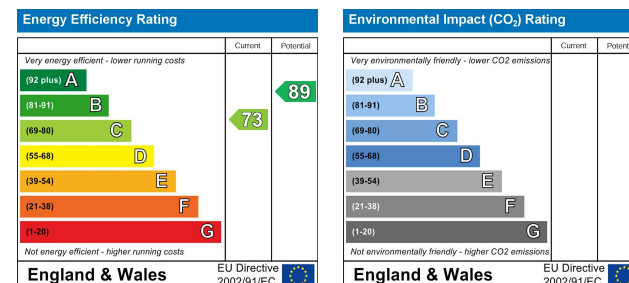 Energy Efficiency Rating
Current Potential
Very energy efficient - lower running costs
(92 plus) A
(81-91) B
89
(69-80) C
73
(55-68) D
(39-54) E
(21-38) F
(1-20) G
Not energy efficient - higher running costs
England & Wales
EU Directive
2002/91/EC
Environmental Impact (CO₂) Rating
Current Potent
Very environmentally friendly - lower CO2 emissions
(92 plus) A
(81-91) B
(69-80) C
(55-68) D
(39-54) E
(21-38) F
(1-20) G
Not environmentally friendly - higher CO2 emissions
England & Wales
EU Directive
2002/91/EC